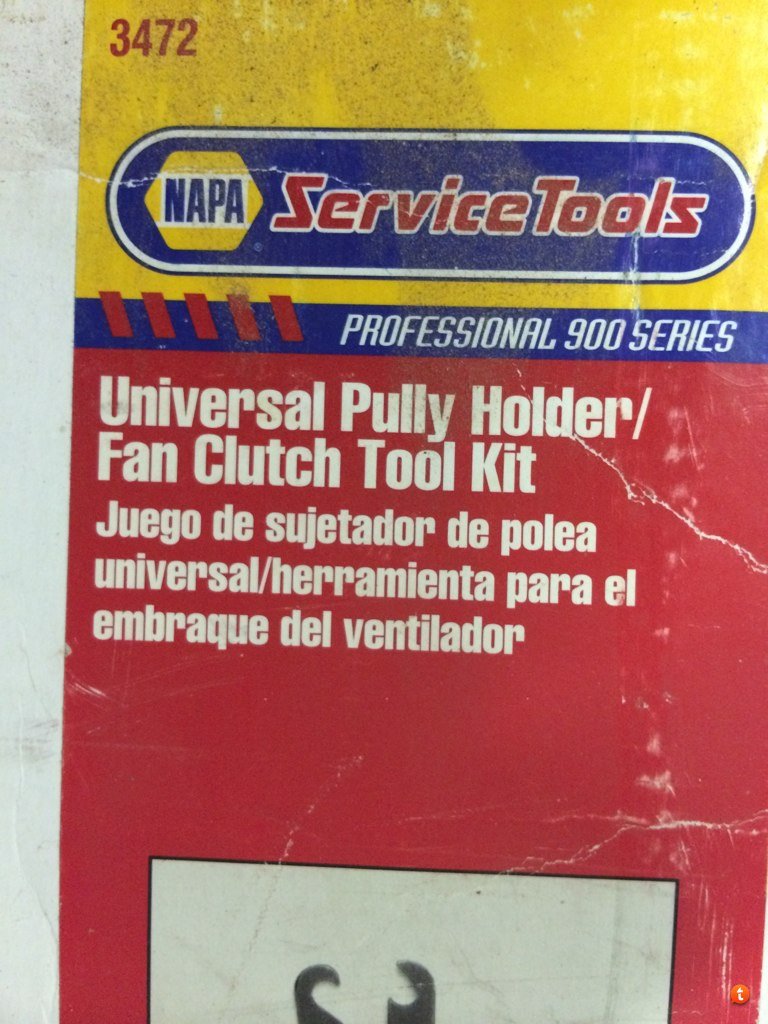 3472
NAPA ServiceTools
PROFESSIONAL 900 SERIES
Universal Pully Holder/
Fan Clutch Tool Kit
Juego de sujetador de polea
universal/herramienta para el
embraque del ventilador
t